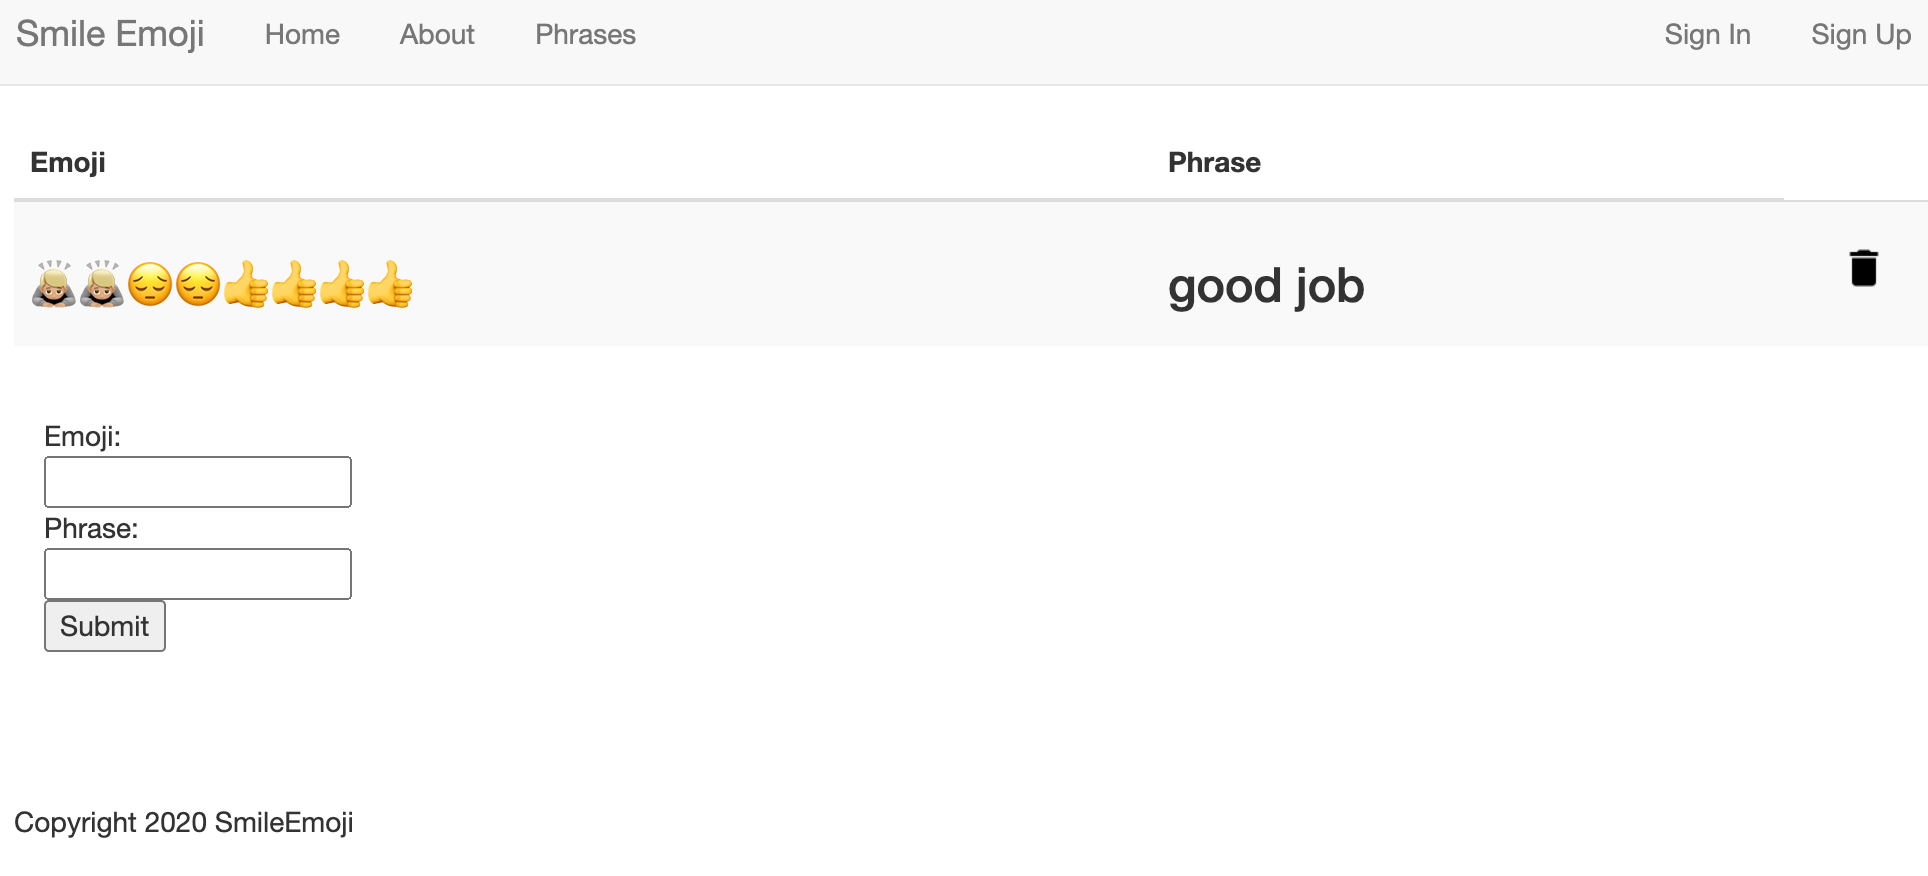 Smile Emoji Home About Phrases Sign In Sign Up
Emoji Phrase
🙇🏼🙇🏼😔😔👍👍👍👍 good job
Emoji:
Phrase:
Submit
Copyright 2020 SmileEmoji